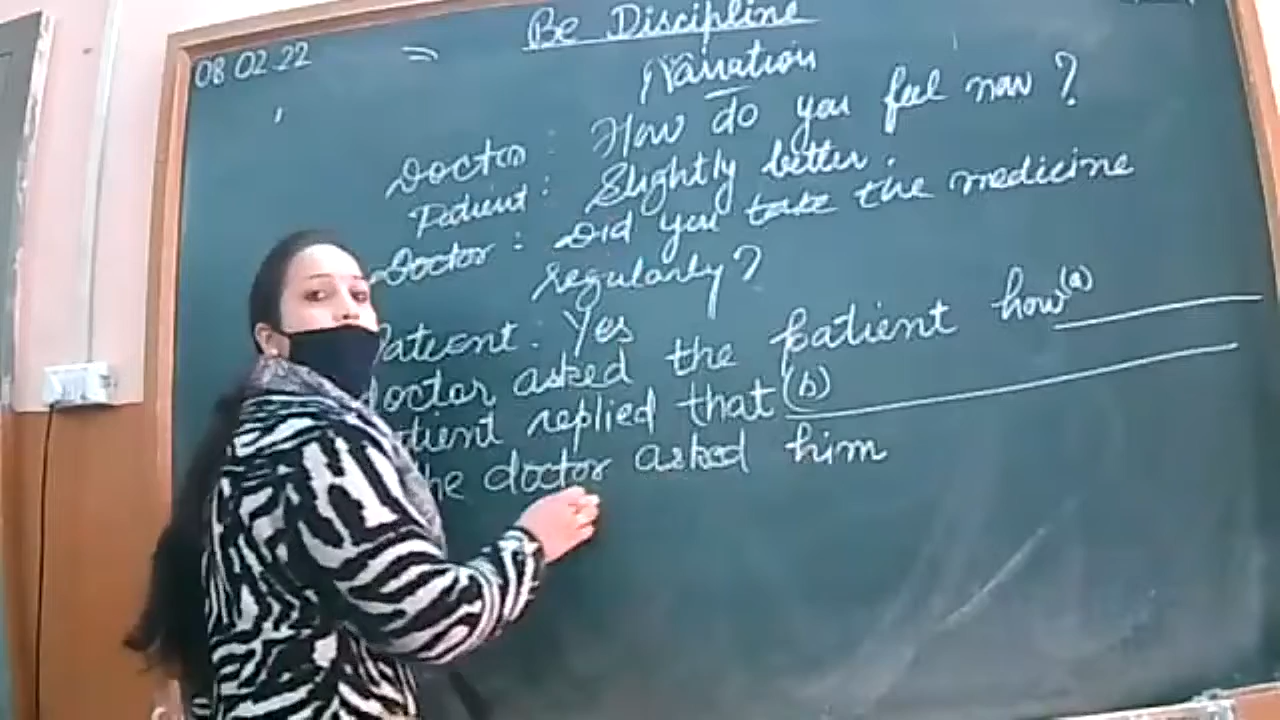 Be Discipline
08.02.22
Narration
Doctor : How do you feel now ?
Patient : Slightly better .
Doctor : Did you take the medicine
regularly ?
Patient . Yes
doctor asked the patient how (a)
replied that (b)
the doctor asked him